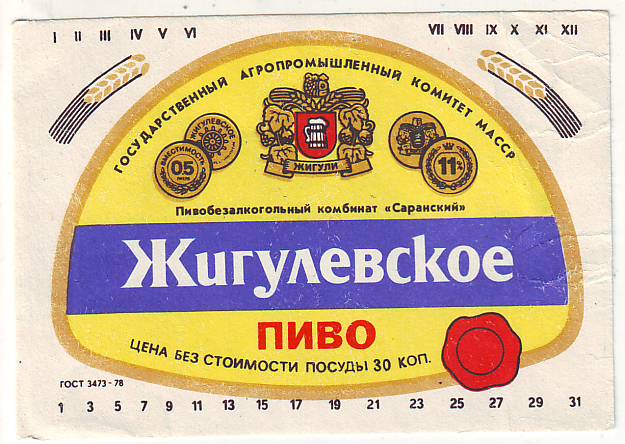 I II III IV V VI VII VIII IX X XI XII
ГОСУДАРСТВЕННЫЙ АГРОПРОМЫШЛЕННЫЙ КОМИТЕТ МАССР
ЖИГУЛЕВСКОЕ
ВМЕСТИМОСТЬ
05
ЛИТРА
ЖИГУЛИ
11%
Пивобезалкогольный комбинат «Саранский»
Жигулевское
ПИВО
ЦЕНА БЕЗ СТОИМОСТИ ПОСУДЫ 30 КОП.
ГОСТ 3473-78
1 3 5 7 9 11 13 15 19 21 23 25 27 29 31